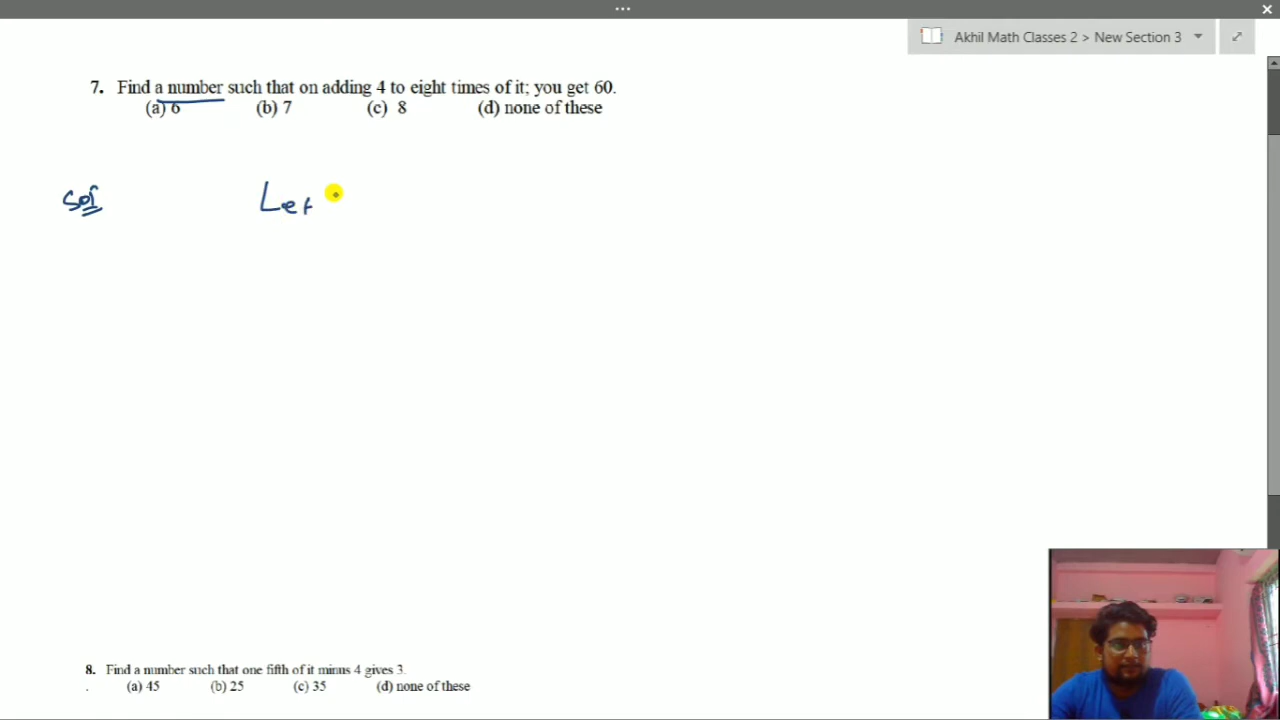 ...
Akhil Math Classes 2 > New Section 3
7. Find a number such that on adding 4 to eight times of it; you get 60.
(a) 6 (b) 7 (c) 8 (d) none of these
Sol Let
8. Find a number such that one fifth of it minus 4 gives 3.
. (a) 45 (b) 25 (c) 35 (d) none of these